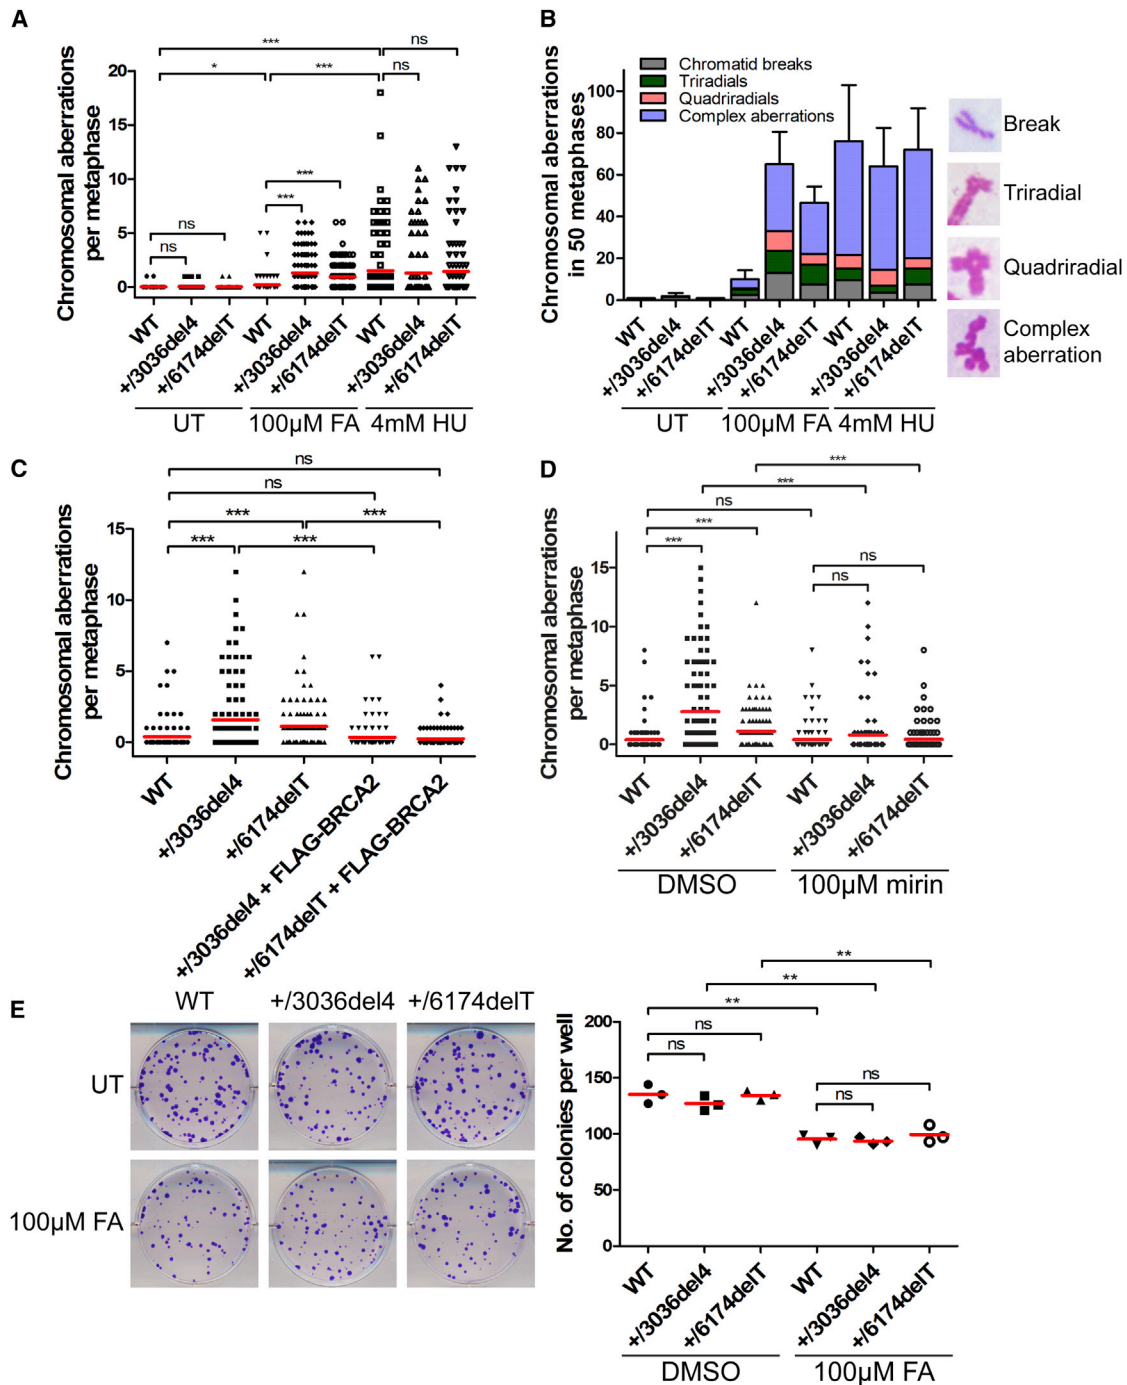 A
Chromosomal aberrations
per metaphase
20
15
10
5
0
***
ns
*
***
ns
***
***
ns
ns
WT
+/3036del4
+/6174delT
WT
+/3036del4
+/6174delT
WT
+/3036del4
+/6174delT
UT
100µM FA
4mM HU
B
Chromosomal aberrations
in 50 metaphases
100
80
60
40
20
0
Chromatid breaks
Triradials
Quadriradials
Complex aberrations
WT
+/3036del4
+/6174delT
WT
+/3036del4
+/6174delT
WT
+/3036del4
+/6174delT
UT
100µM FA
4mM HU
Break
Triradial
Quadriradial
Complex
aberration
C
Chromosomal aberrations
per metaphase
15
10
5
0
ns
ns
***
***
***
***
WT
+/3036del4
+/6174delT
+/3036del4 + FLAG-BRCA2
+/6174delT + FLAG-BRCA2
D
Chromosomal aberrations
per metaphase
15
10
5
0
***
***
ns
***
***
ns
ns
WT
+/3036del4
+/6174delT
WT
+/3036del4
+/6174delT
DMSO
100µM mirin
E
WT
+/3036del4
+/6174delT
UT
100µM FA
No. of colonies per well
200
150
100
50
0
**
**
**
ns
ns
ns
ns
WT
+/3036del4
+/6174delT
WT
+/3036del4
+/6174delT
DMSO
100µM FA